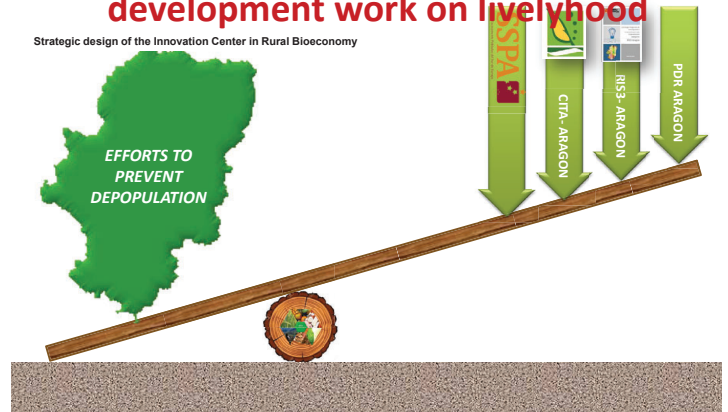 development work on livelyhood
Strategic design of the Innovation Center in Rural Bioeconomy
EFFORTS TO
PREVENT
DEPOPULATION
SSPA
CITA- ARAGON
RIS3- ARAGON
PDR ARAGON